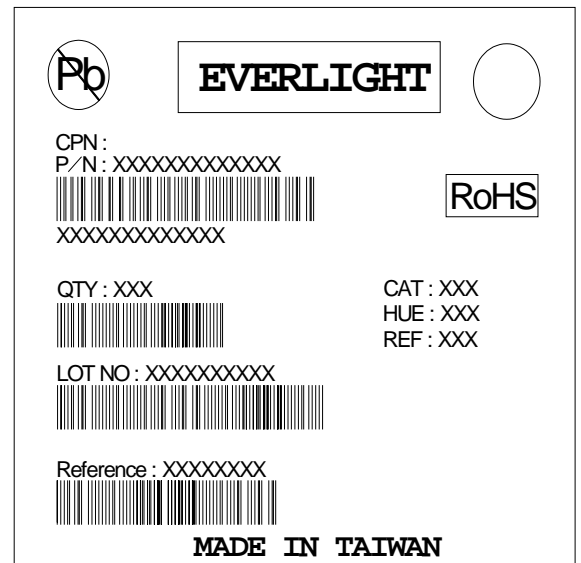 Pb
EVERLIGHT
CPN :
P/N : XXXXXXXXXXXXX
RoHS
XXXXXXXXXXXXX
QTY : XXX
CAT : XXX
HUE : XXX
REF : XXX
LOT NO : XXXXXXXXXX
Reference : XXXXXXXX
MADE IN TAIWAN